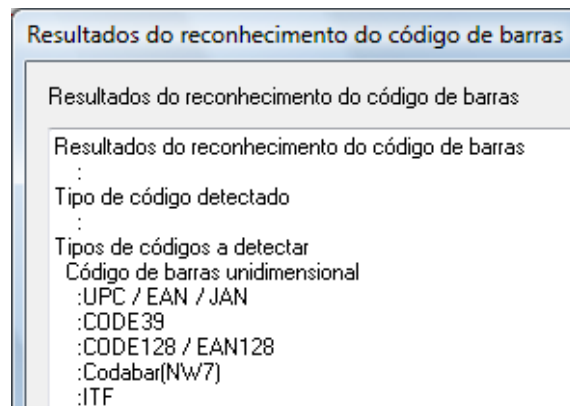 Resultados do reconhecimento do código de barras
Resultados do reconhecimento do código de barras
Resultados do reconhecimento do código de barras
:
Tipo de código detectado
:
Tipos de códigos a detectar
Código de barras unidimensional
:UPC / EAN / JAN
:CODE39
:CODE128 / EAN128
:Codabar(NW7)
:ITF